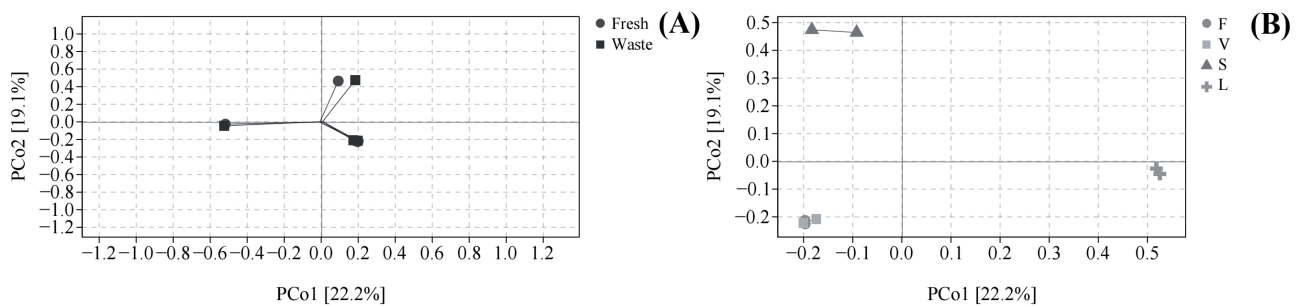 1.0
0.8
0.6
0.4
0.2
0.0
−0.2
−0.4
−0.6
−0.8
−1.0
−1.2
PCo2 [19.1%]
−1.2 −1.0 −0.8 −0.6 −0.4 −0.2 0.0 0.2 0.4 0.6 0.8 1.0 1.2
PCo1 [22.2%]
Fresh
Waste
(A)
0.5
0.4
0.3
0.2
0.1
0.0
−0.1
−0.2
PCo2 [19.1%]
−0.2 −0.1 0.0 0.1 0.2 0.3 0.4 0.5
PCo1 [22.2%]
F
V
S
L
(B)